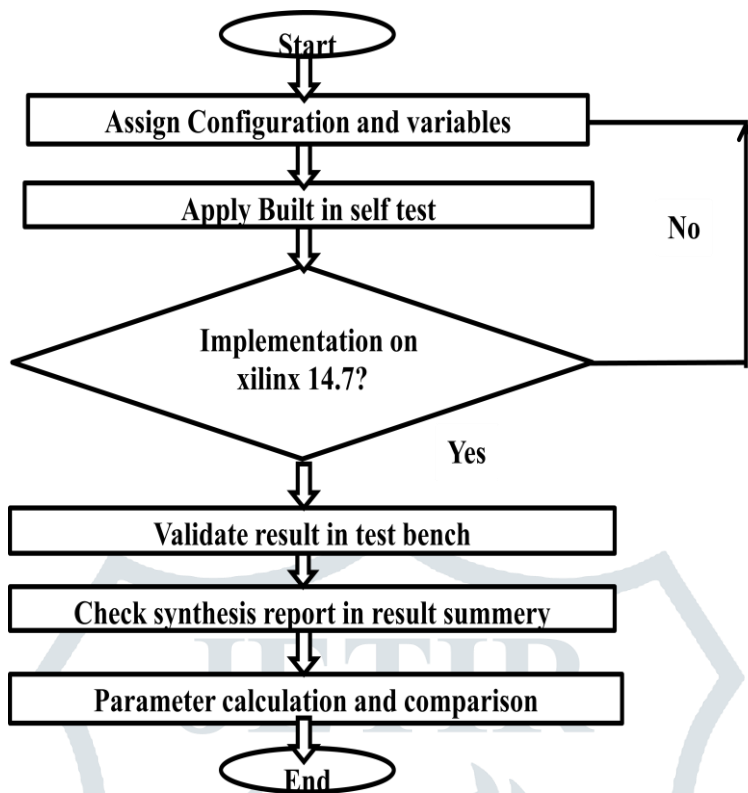 Start
Assign Configuration and variables
Apply Built in self test
No
Implementation on
xilinx 14.7?
Yes
Validate result in test bench
Check synthesis report in result summery
JETIR
Parameter calculation and comparison
End